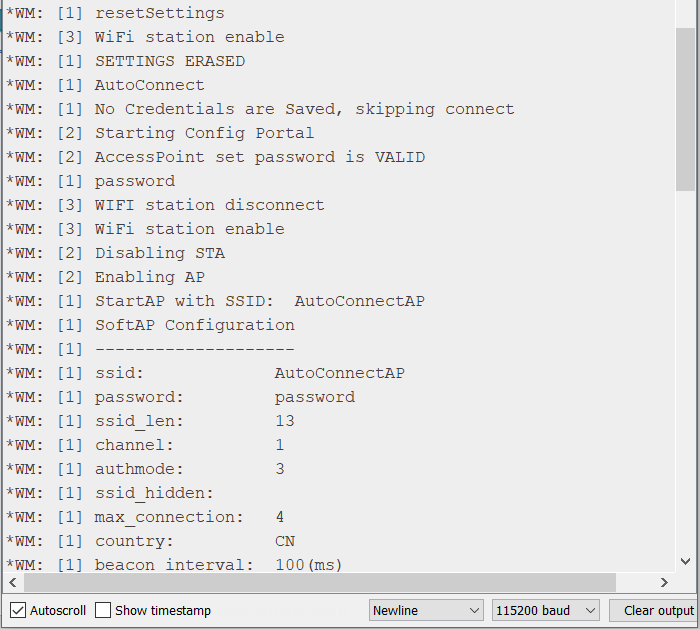 *WM: [1] resetSettings
*WM: [3] WiFi station enable
*WM: [1] SETTINGS ERASED
*WM: [1] AutoConnect
*WM: [1] No Credentials are Saved, skipping connect
*WM: [2] Starting Config Portal
*WM: [2] AccessPoint set password is VALID
*WM: [1] password
*WM: [3] WIFI station disconnect
*WM: [3] WiFi station enable
*WM: [2] Disabling STA
*WM: [2] Enabling AP
*WM: [1] StartAP with SSID:  AutoConnectAP
*WM: [1] SoftAP Configuration
*WM: [1] --------------------
*WM: [1] ssid:             AutoConnectAP
*WM: [1] password:         password
*WM: [1] ssid_len:         13
*WM: [1] channel:          1
*WM: [1] authmode:         3
*WM: [1] ssid_hidden:
*WM: [1] max_connection:   4
*WM: [1] country:          CN
*WM: [1] beacon_interval:  100(ms)
Autoscroll Show timestamp Newline 115200 baud Clear output